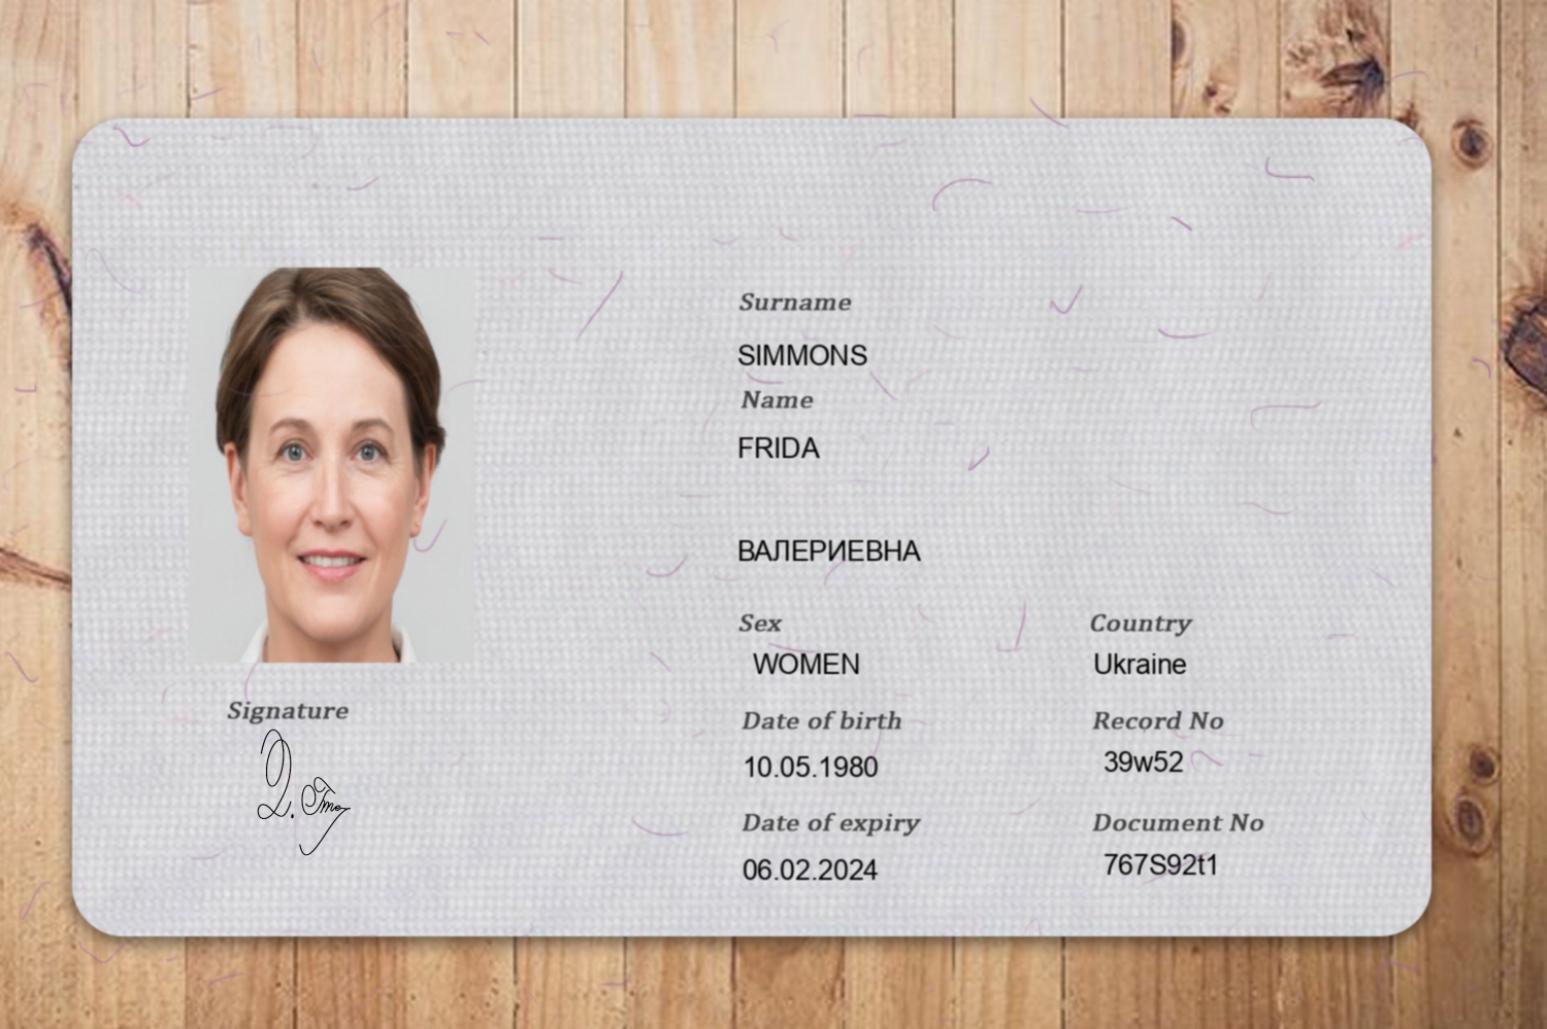 Surname
SIMMONS
Name
FRIDA
ВАЛЕРИЕВНА
Sex
Country
WOMEN
Ukraine
Date of birth
Record No
10.05.1980
39w52
Date of expiry
Document No
06.02.2024
767S92t1
Signature